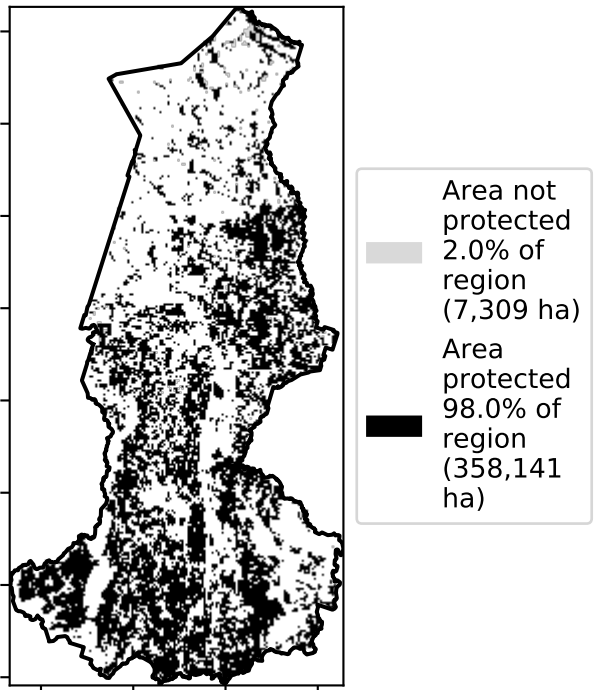 Area not
protected
2.0% of
region
(7,309 ha)
Area
protected
98.0% of
region
(358,141
ha)